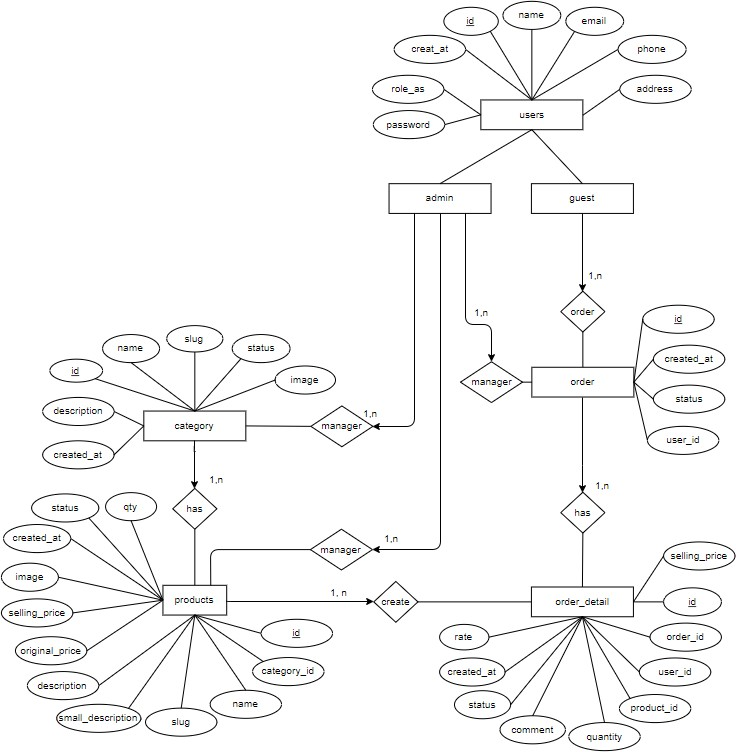 id
name
email
creat_at
phone
role_as
address
password
users
admin
guest
1,n
order
1,n
id
created_at
status
user_id
manager
order
name
slug
status
id
image
description
created_at
category
manager
1,n
1,n
has
1,n
has
status
qty
created_at
image
selling_price
original_price
description
small_description
slug
name
category_id
id
products
manager
1,n
1, n
create
order_detail
selling_price
id
order_id
user_id
product_id
quantity
comment
status
created_at
rate